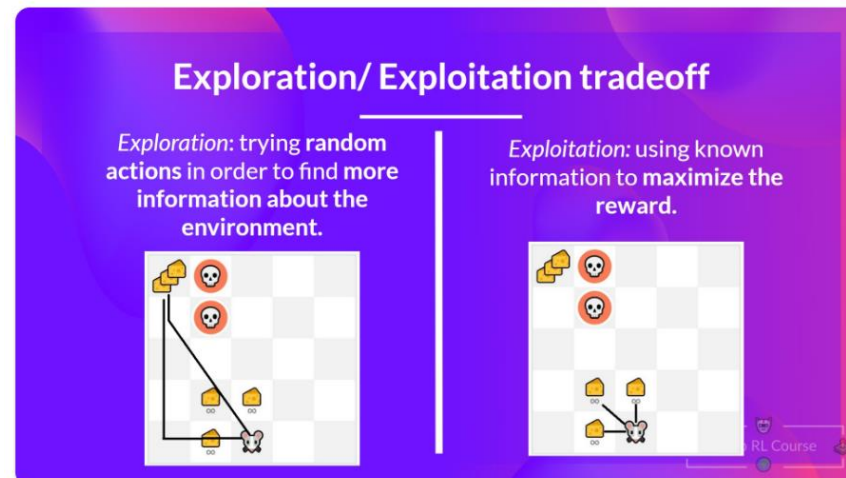 Exploration/ Exploitation tradeoff
Exploration: trying random
actions in order to find more
information about the
environment.
Exploitation: using known
information to maximize the
reward.
∞ ∞
∞
∞ ∞
∞
RL Course